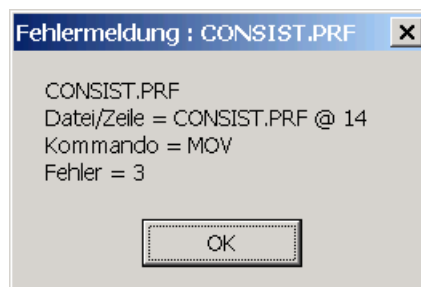 Fehlermeldung : CONSIST.PRF
CONSIST.PRF
Datei/Zeile = CONSIST.PRF @ 14
Kommando = MOV
Fehler = 3
OK